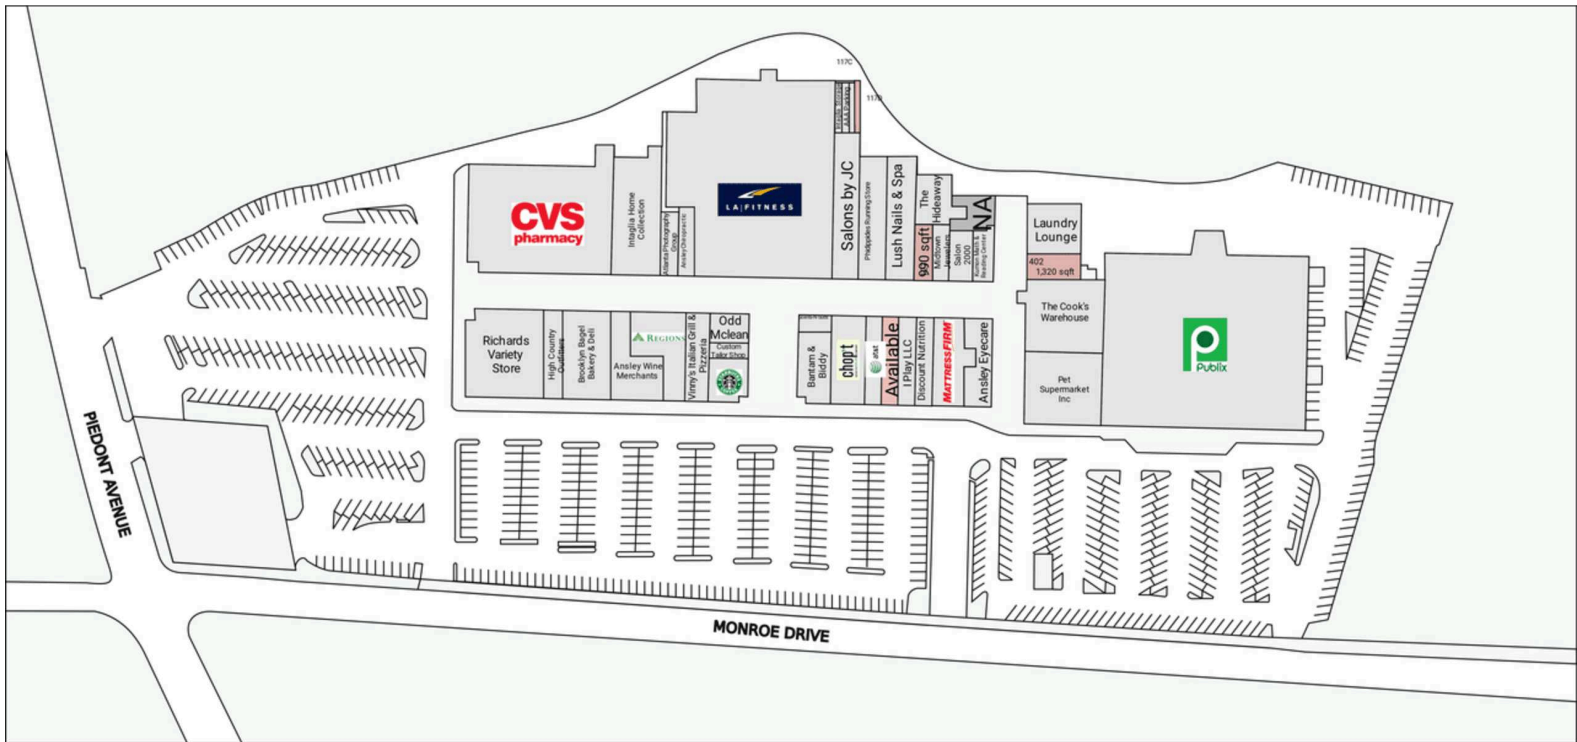 117C
117D
AAA Parking
CVS
pharmacy
Intaglia Home
Collection
Atlanta Photography
Group
Ansley Chiropractic
LA|FITNESS
Salons by JC
Phidippides Running Store
Lush Nails & Spa
The
Hideaway
990 sqft
Midtown
Jewelers
Salon
2000
NA
Kumon Math &
Reading Center
Laundry
Lounge
402
1,320 sqft
The Cook's
Warehouse
Pet
Supermarket
Inc
Publix
Richards
Variety
Store
High Country
Outfitters
Brooklyn Bagel
Bakery & Deli
REGIONS
Ansley Wine
Merchants
Vinny's Italian Grill &
Pizzeria
Odd
Mclean
Custom
Tailor Shop
Bantam &
Biddy
chopt
at&t
Available
I Play LLC
Discount Nutrition
MATTRESSFIRM
Ansley Eyecare
PIEDONT AVENUE
MONROE DRIVE